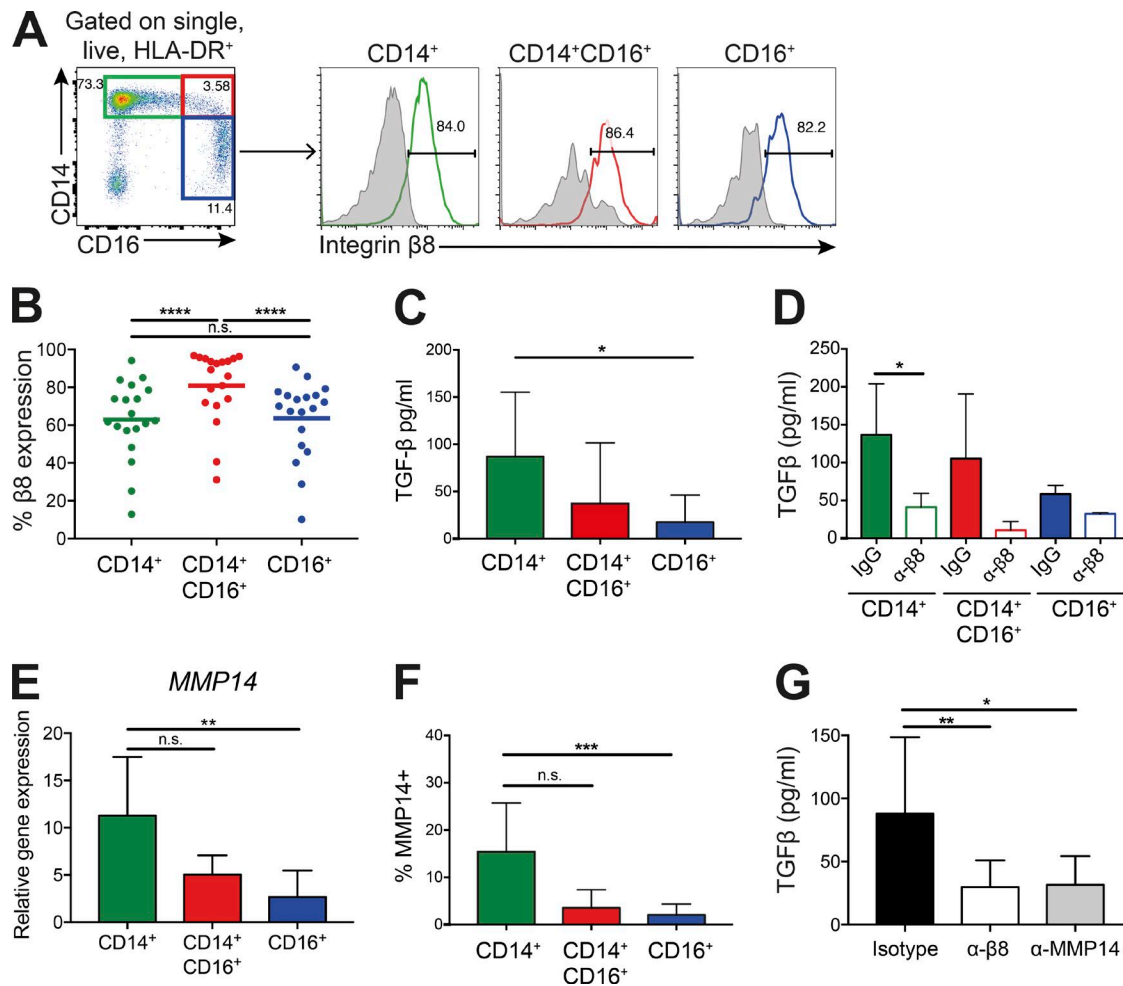 A
Gated on single,
live, HLA-DR⁺
73.3
3.58
11.4
CD14
CD16
CD14⁺
CD14⁺CD16⁺
CD16⁺
84.0
86.4
82.2
Integrin β8
B
**** ****
n.s.
% β8 expression
100
80
60
40
20
0
CD14⁺
CD14⁺
CD16⁺
CD16⁺
C
*
TGF-β pg/ml
200
150
100
50
0
CD14⁺
CD14⁺
CD16⁺
CD16⁺
D
*
TGFβ (pg/ml)
250
200
150
100
50
0
IgG α-β8 IgG α-β8 IgG α-β8
CD14⁺
CD14⁺
CD16⁺
CD16⁺
E
MMP14
**
n.s.
Relative gene expression
20
15
10
5
0
CD14⁺
CD14⁺
CD16⁺
CD16⁺
F
***
n.s.
% MMP14+
40
30
20
10
0
CD14⁺
CD14⁺
CD16⁺
CD16⁺
G
*
**
TGFβ (pg/ml)
150
100
50
0
Isotype α-β8 α-MMP14